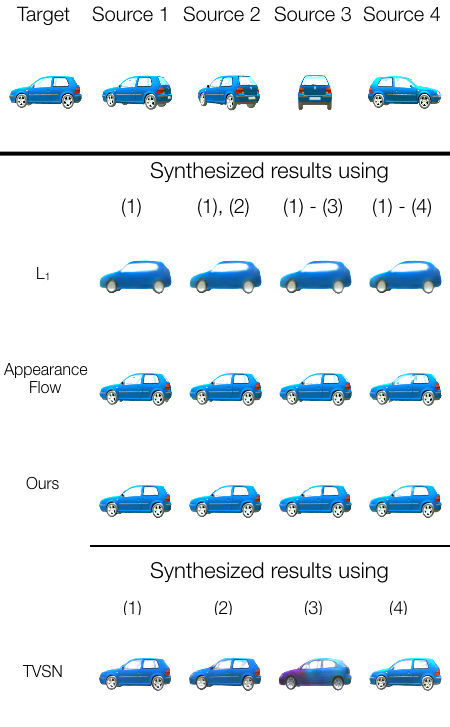 Target Source 1 Source 2 Source 3 Source 4
Synthesized results using
(1) (1), (2) (1) - (3) (1) - (4)
L₁
Appearance
Flow
Ours
Synthesized results using
(1) (2) (3) (4)
TVSN